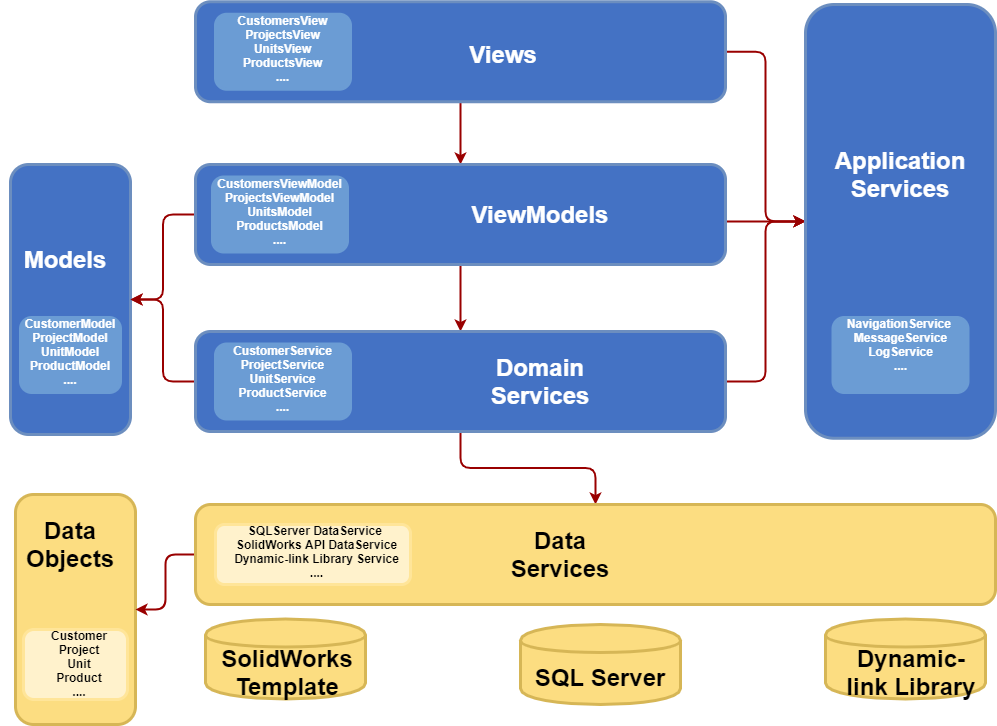 CustomersView
ProjectsView
UnitsView
ProductsView
....
Views
Application
Services
NavigationService
MessageService
LogService
....
CustomersViewModel
ProjectsViewModel
UnitsModel
ProductsModel
....
ViewModels
Models
CustomerModel
ProjectModel
UnitModel
ProductModel
....
CustomerService
ProjectService
UnitService
ProductService
....
Domain
Services
Data
Objects
Customer
Project
Unit
Product
....
SQLServer DataService
SolidWorks API DataService
Dynamic-link Library Service
....
Data
Services
SolidWorks
Template
SQL Server
Dynamic-
link Library